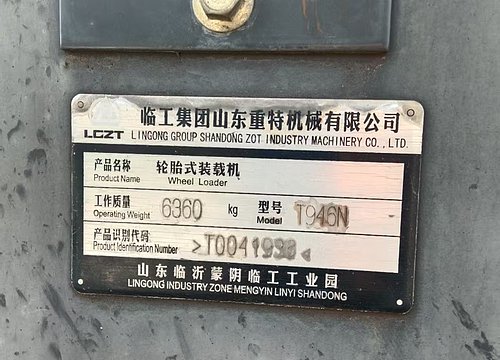 临工集团山东重特机械有限公司
LGZT LINGONG GROUP SHANDONG ZOT INDUSTRY MACHINERY CO., LTD.
产品名称 轮胎式装载机
Product Name Wheel Loader
工作质量 6360 kg 型号 T946N
Operating Weight Model
产品识别代码
Product Identification Number
山东临沂蒙阴临工工业园
LINGONG INDUSTRY ZONE MENGYIN LINYI SHANDONG